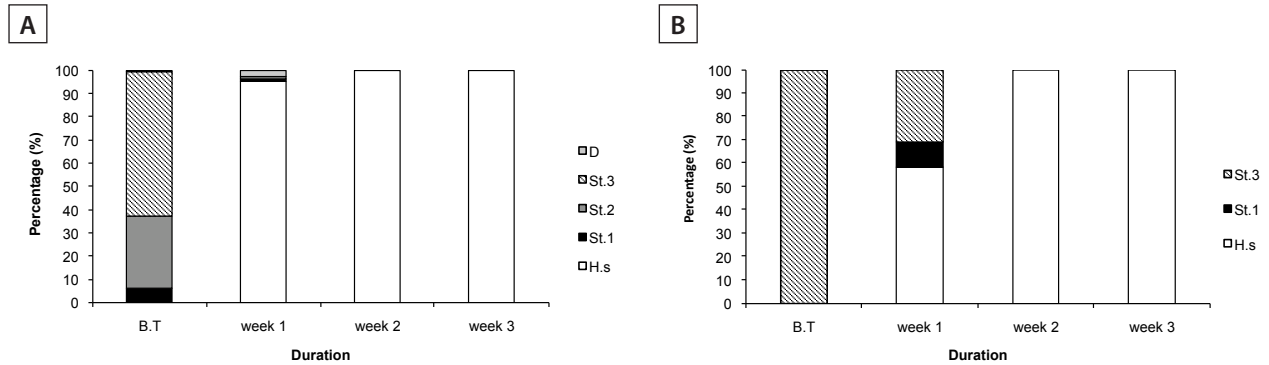 A
Percentage (%)
100
90
80
70
60
50
40
30
20
10
0
B.T
week 1
week 2
week 3
Duration
D
St.3
St.2
St.1
H.s
B
Percentage (%)
100
90
80
70
60
50
40
30
20
10
0
B.T
week 1
week 2
week 3
Duration
St.3
St.1
H.s